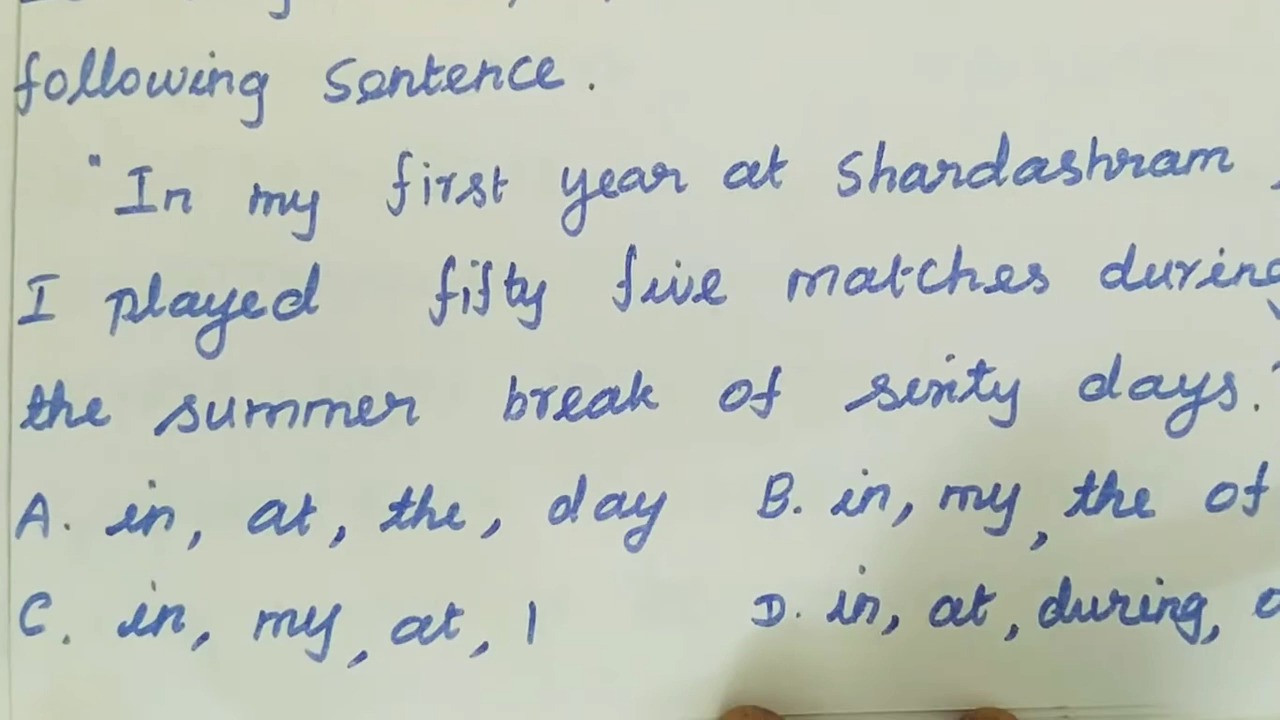 following Sentence.
"In my first year at Shardashram,
I played fifty five matches during
the summer break of sixty days."
A. in, at, the, day B. in, my, the of
C. in, my, at, I D. in, at, during,